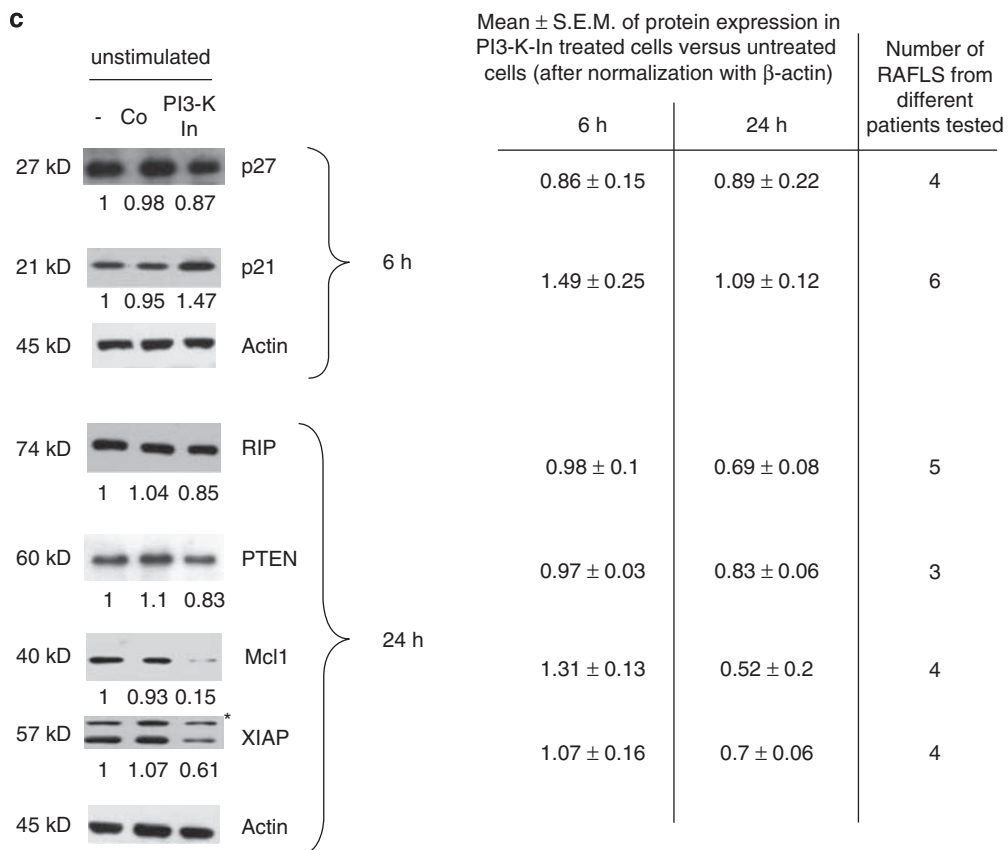 c
unstimulated
- Co PI3-K In
27 kD p27
1 0.98 0.87
21 kD p21
1 0.95 1.47
45 kD Actin
6 h
74 kD RIP
1 1.04 0.85
60 kD PTEN
1 1.1 0.83
40 kD Mcl1
1 0.93 0.15
*
57 kD XIAP
1 1.07 0.61
45 kD Actin
24 h
Mean ± S.E.M. of protein expression in
PI3-K-In treated cells versus untreated
cells (after normalization with β-actin)
6 h 24 h
Number of
RAFLS from
different
patients tested
0.86 ± 0.15 0.89 ± 0.22 4
1.49 ± 0.25 1.09 ± 0.12 6
0.98 ± 0.1 0.69 ± 0.08 5
0.97 ± 0.03 0.83 ± 0.06 3
1.31 ± 0.13 0.52 ± 0.2 4
1.07 ± 0.16 0.7 ± 0.06 4